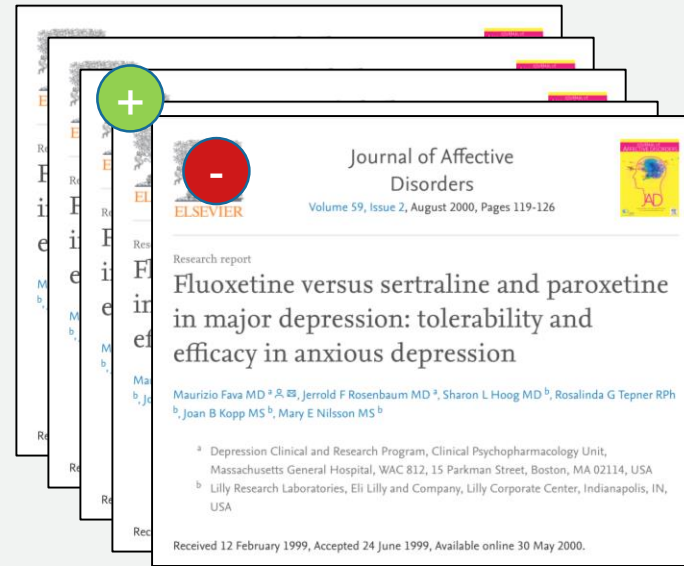 +
-
ELSEVIER
Journal of Affective
Disorders
Volume 59, Issue 2, August 2000, Pages 119-126
JAD
Research report
Fluoxetine versus sertraline and paroxetine
in major depression: tolerability and
efficacy in anxious depression
Maurizio Fava MD ᵃ, Jerrold F Rosenbaum MD ᵃ, Sharon L Hoog MD ᵇ, Rosalinda G Tepner RPh
ᵇ, Joan B Kopp MS ᵇ, Mary E Nilsson MS ᵇ
ᵃ Depression Clinical and Research Program, Clinical Psychopharmacology Unit,
Massachusetts General Hospital, WAC 812, 15 Parkman Street, Boston, MA 02114, USA
ᵇ Lilly Research Laboratories, Eli Lilly and Company, Lilly Corporate Center, Indianapolis, IN,
USA
Received 12 February 1999, Accepted 24 June 1999, Available online 30 May 2000.